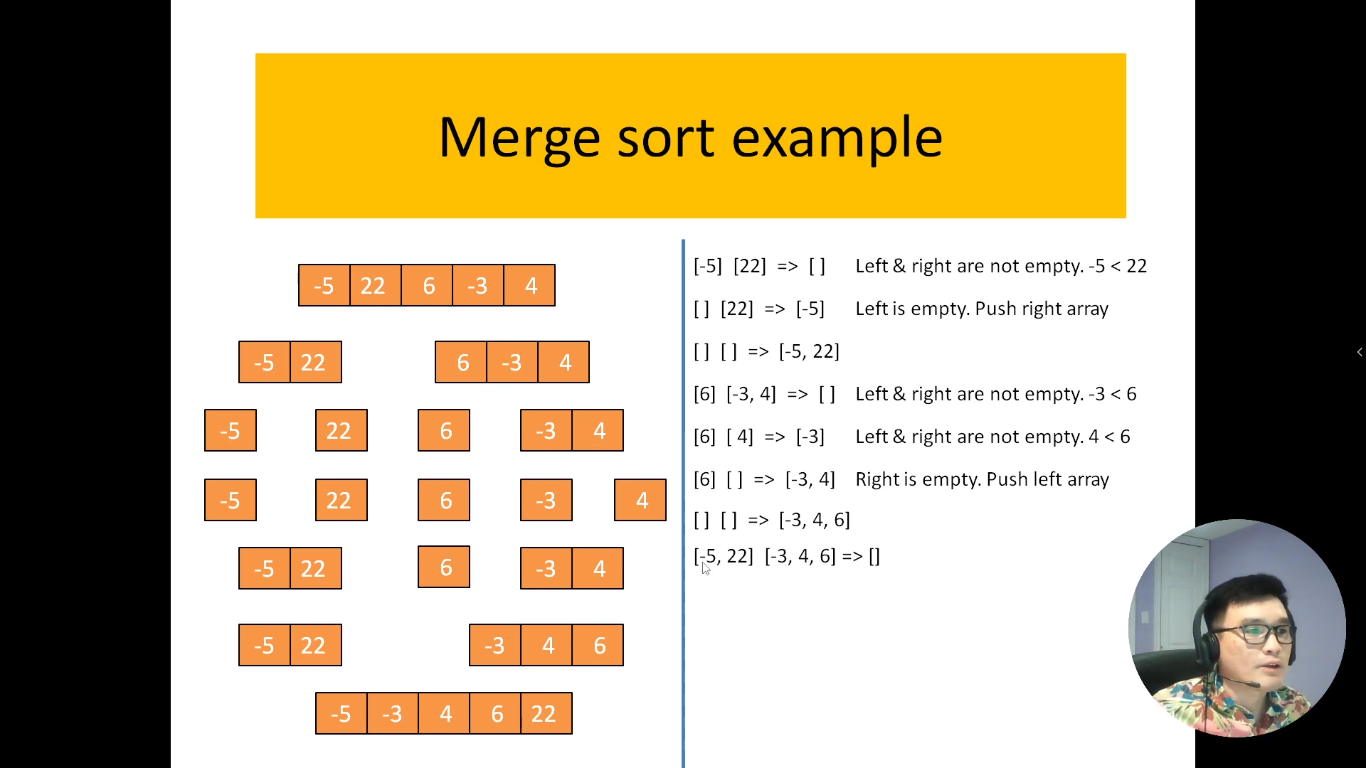 Merge sort example
-5 22 6 -3 4
-5 22 6 -3 4
-5 22 6 -3 4
-5 22 6 -3 4
-5 22 6 -3 4
-5 22 -3 4 6
-5 -3 4 6 22
[-5] [22] => [ ] Left & right are not empty. -5 < 22
[ ] [22] => [-5] Left is empty. Push right array
[ ] [ ] => [-5, 22]
[6] [-3, 4] => [ ] Left & right are not empty. -3 < 6
[6] [ 4] => [-3] Left & right are not empty. 4 < 6
[6] [ ] => [-3, 4] Right is empty. Push left array
[ ] [ ] => [-3, 4, 6]
[-5, 22] [-3, 4, 6] => []